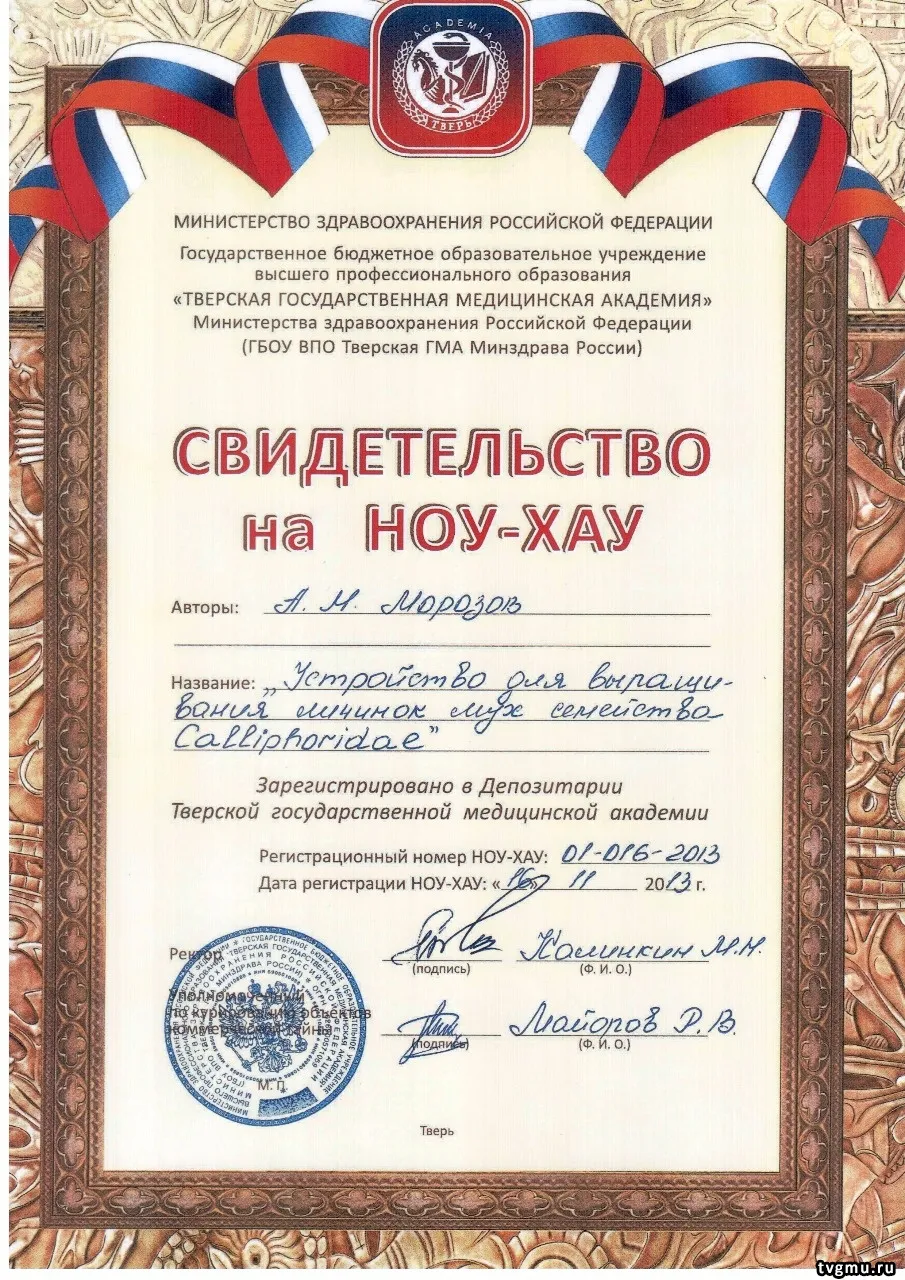 ACADEMIA
ТВЕРЬ
МИНИСТЕРСТВО ЗДРАВООХРАНЕНИЯ РОССИЙСКОЙ ФЕДЕРАЦИИ
Государственное бюджетное образовательное учреждение
высшего профессионального образования
«ТВЕРСКАЯ ГОСУДАРСТВЕННАЯ МЕДИЦИНСКАЯ АКАДЕМИЯ»
Министерства здравоохранения Российской Федерации
(ГБОУ ВПО Тверская ГМА Минздрава России)
СВИДЕТЕЛЬСТВО
на НОУ-ХАУ
Авторы: А. М. Морозов
Название: „Устройство для выращи-
вания личинок мух семейства
Calliphoridae"
Зарегистрировано в Депозитарии
Тверской государственной медицинской академии
Регистрационный номер НОУ-ХАУ: 01-016-2013
Дата регистрации НОУ-ХАУ: «16» 11 2013 г.
Ректор Калинкин М.Н.
(подпись) (Ф. И. О.)
Уполномоченный
по курированию объектов
коммерческой тайны Майоров Р.В.
(подпись) (Ф. И. О.)
М. П.
Тверь
tvgmu.ru